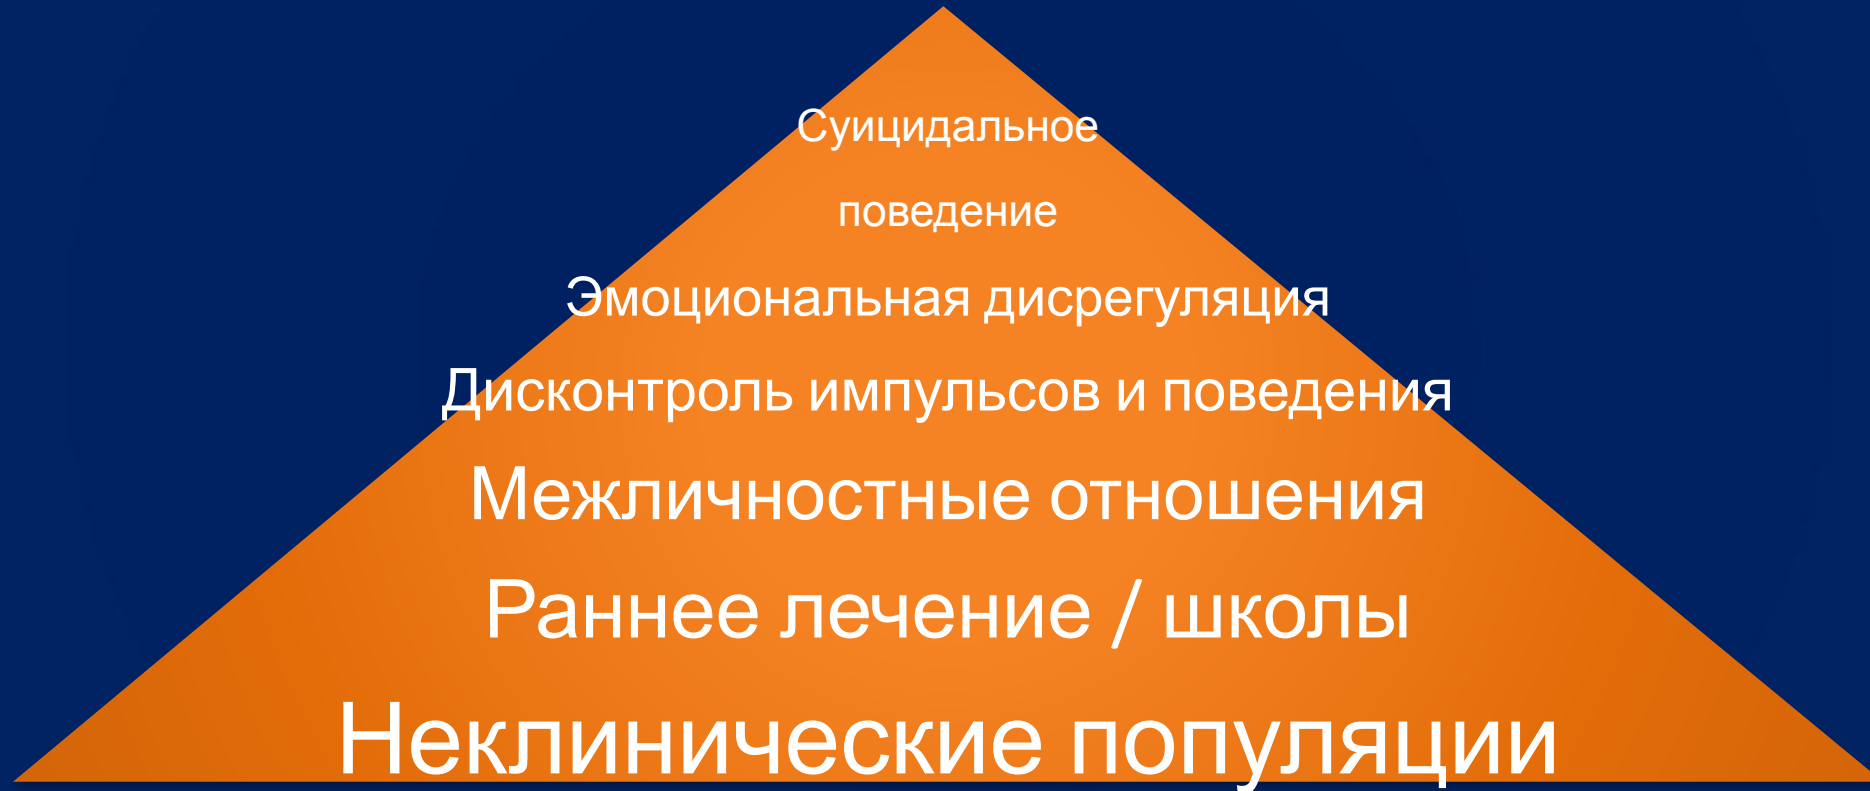 Суицидальное
поведение
Эмоциональная дисрегуляция
Дисконтроль импульсов и поведения
Межличностные отношения
Раннее лечение / школы
Неклинические популяции